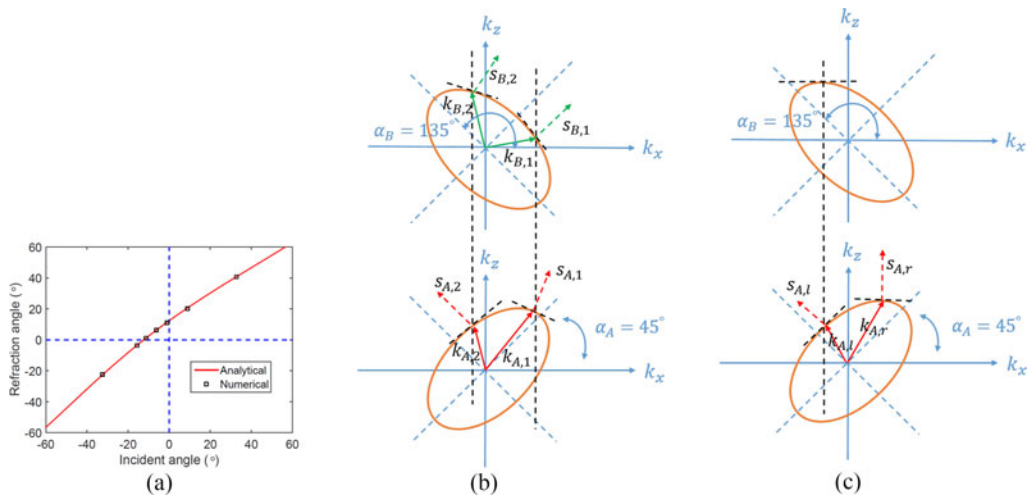 60
40
20
0
-20
-40
-60
-60 -40 -20 0 20 40 60
Refraction angle (°)
Incident angle (°)
Analytical
Numerical
(a)
k_z
s_{B,2}
k_{B,2}
α_B = 135°
s_{B,1}
k_{B,1}
k_x
k_z
s_{A,2}
s_{A,1}
k_{A,2}
k_{A,1}
α_A = 45°
k_x
(b)
k_z
α_B = 135°
k_x
k_z
s_{A,r}
s_{A,l}
k_{A,l}
k_{A,r}
α_A = 45°
k_x
(c)